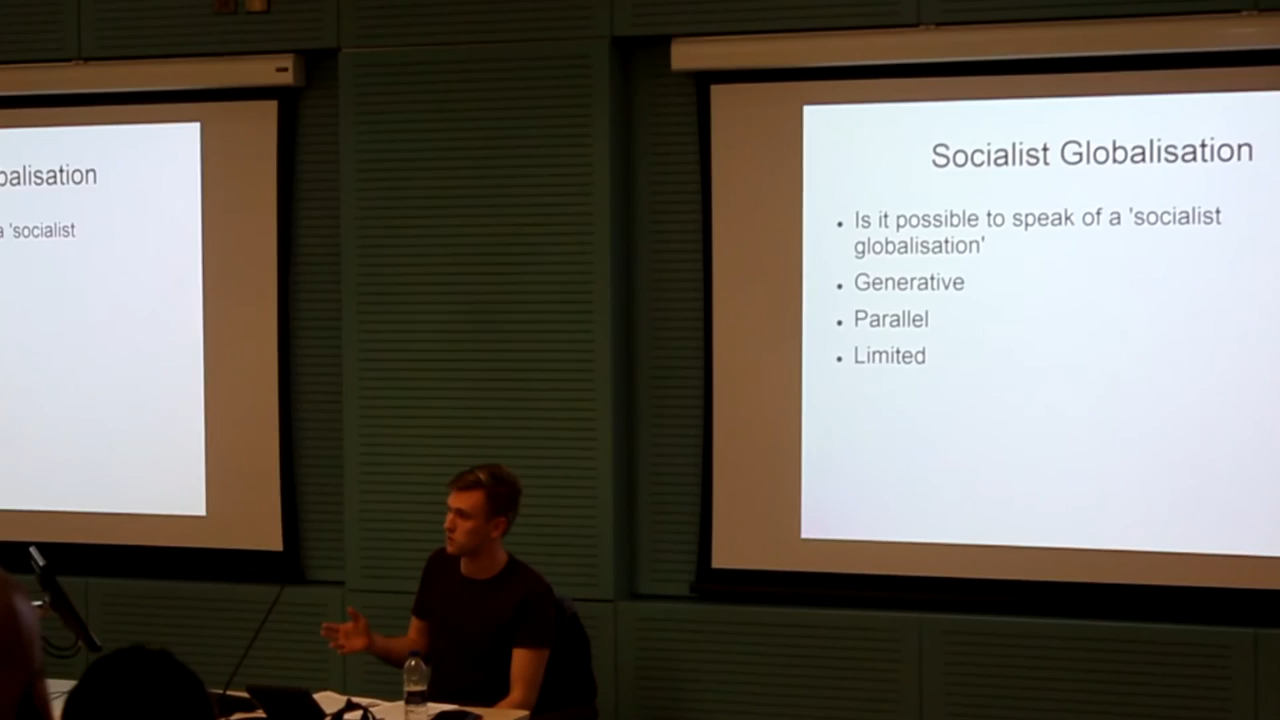 balisation
a 'socialist
Socialist Globalisation
Is it possible to speak of a 'socialist
globalisation'
Generative
Parallel
Limited